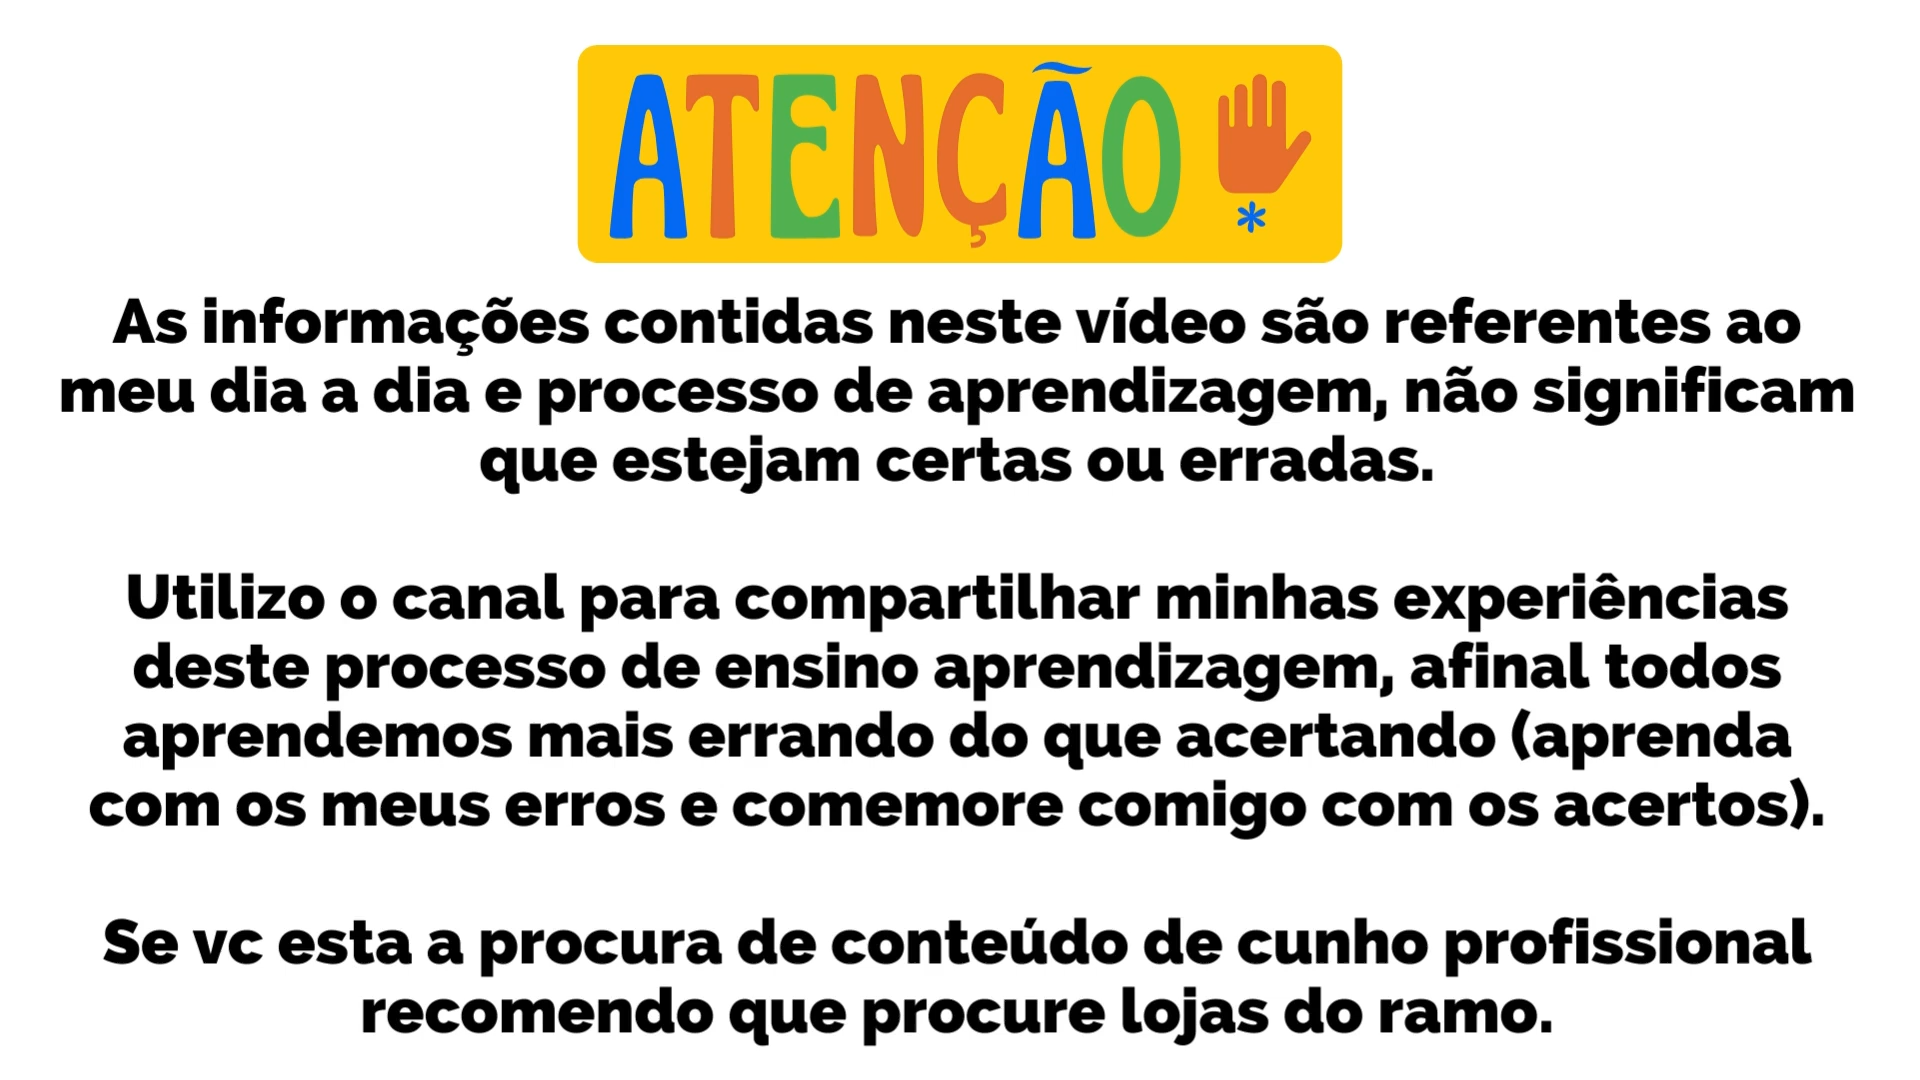 ATENÇÃO
As informações contidas neste vídeo são referentes ao
meu dia a dia e processo de aprendizagem, não significam
que estejam certas ou erradas.
Utilizo o canal para compartilhar minhas experiências
deste processo de ensino aprendizagem, afinal todos
aprendemos mais errando do que acertando (aprenda
com os meus erros e comemore comigo com os acertos).
Se vc esta a procura de conteúdo de cunho profissional
recomendo que procure lojas do ramo.